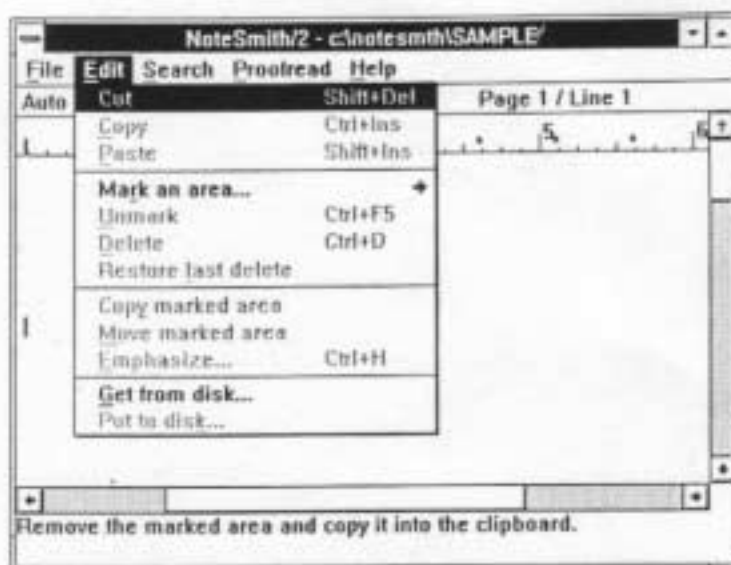 NoteSmith/2 - c:\notesmth\SAMPLE
File Edit Search Proofread Help
Auto Page 1 / Line 1
5 6
Cut Shift+Del
Copy Ctrl+Ins
Paste Shift+Ins
Mark an area...
Unmark Ctrl+F5
Delete Ctrl+D
Restore last delete
Copy marked area
Move marked area
Emphasize... Ctrl+H
Get from disk...
Put to disk...
Remove the marked area and copy it into the clipboard.